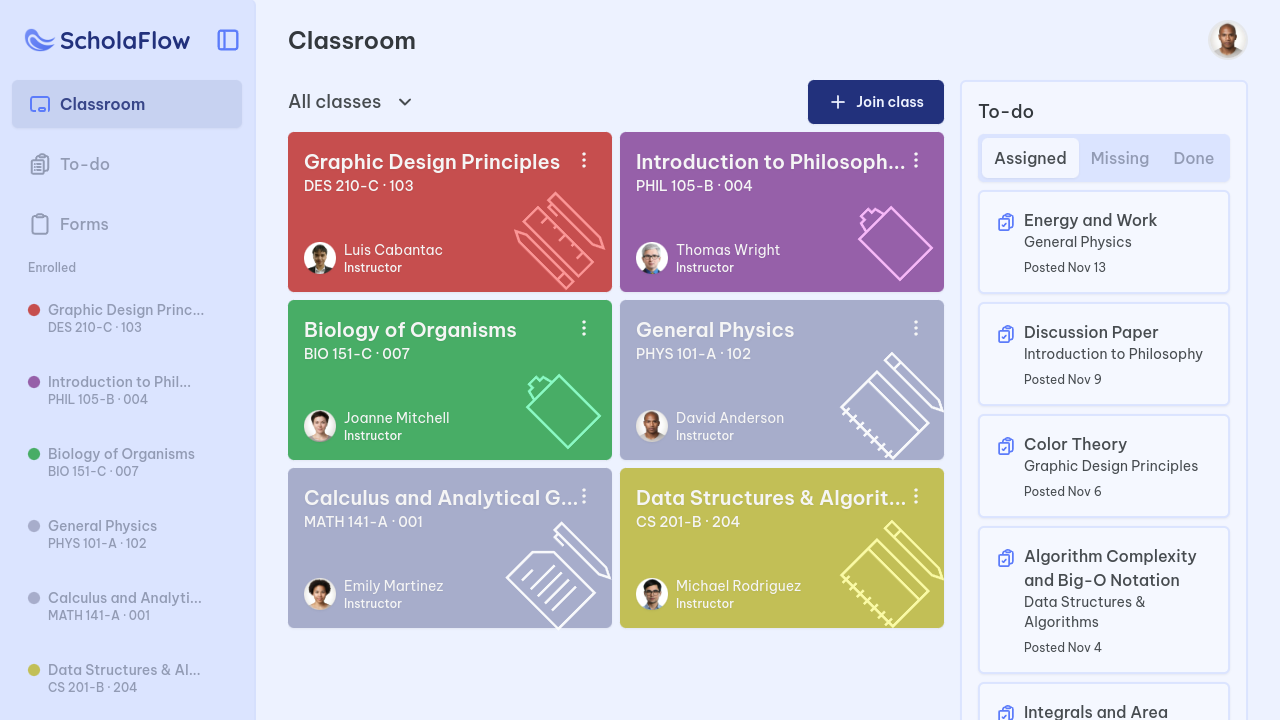 ScholaFlow
Classroom
To-do
Forms
Enrolled
Graphic Design Princ...
DES 210-C · 103
Introduction to Phil...
PHIL 105-B · 004
Biology of Organisms
BIO 151-C · 007
General Physics
PHYS 101-A · 102
Calculus and Analyti...
MATH 141-A · 001
Data Structures & Al...
CS 201-B · 204
Classroom
All classes
Join class
Graphic Design Principles
DES 210-C · 103
Luis Cabantac
Instructor
Introduction to Philosoph...
PHIL 105-B · 004
Thomas Wright
Instructor
Biology of Organisms
BIO 151-C · 007
Joanne Mitchell
Instructor
General Physics
PHYS 101-A · 102
David Anderson
Instructor
Calculus and Analytical G...
MATH 141-A · 001
Emily Martinez
Instructor
Data Structures & Algorit...
CS 201-B · 204
Michael Rodriguez
Instructor
To-do
Assigned Missing Done
Energy and Work
General Physics
Posted Nov 13
Discussion Paper
Introduction to Philosophy
Posted Nov 9
Color Theory
Graphic Design Principles
Posted Nov 6
Algorithm Complexity
and Big-O Notation
Data Structures &
Algorithms
Posted Nov 4
Integrals and Area